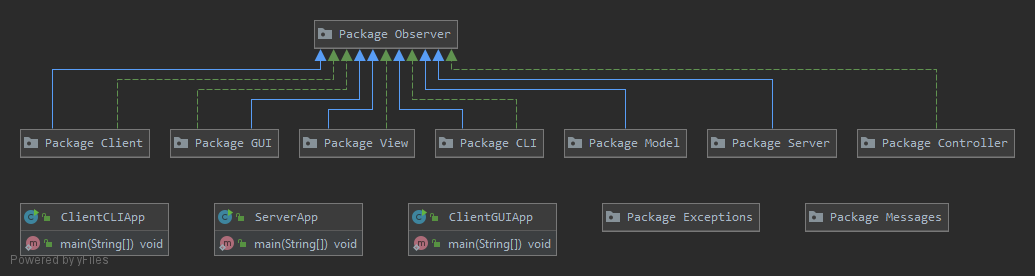 Package Observer
Package Client
Package GUI
Package View
Package CLI
Package Model
Package Server
Package Controller
ClientCLIApp
main(String[]) void
ServerApp
main(String[]) void
ClientGUIApp
main(String[]) void
Package Exceptions
Package Messages
Powered by yFiles